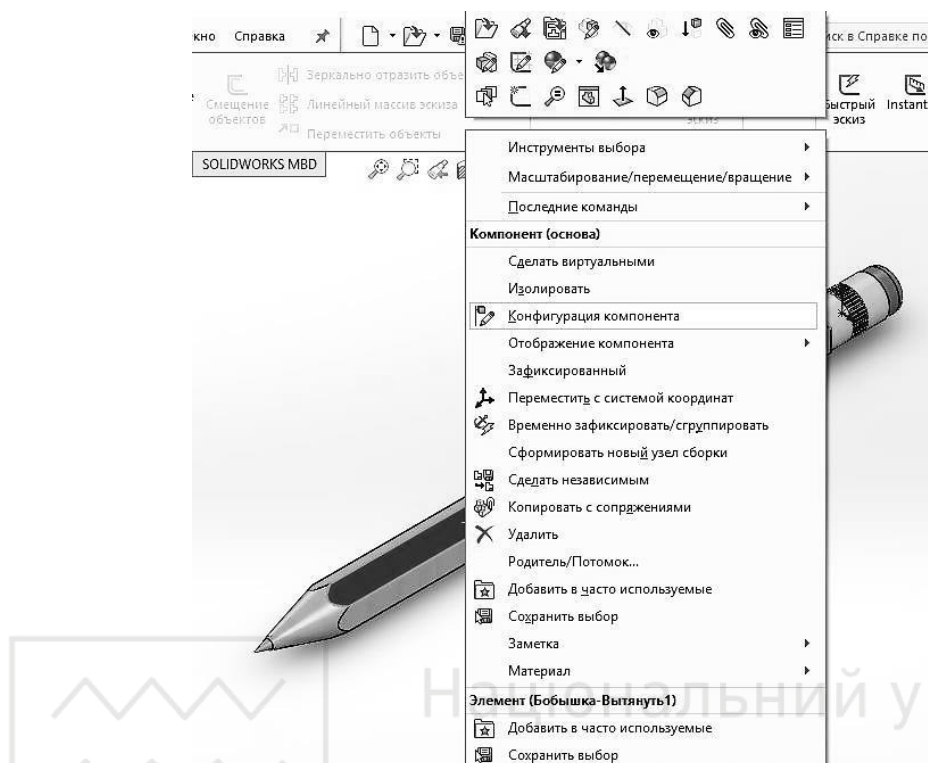 кно Справка
иск в Справке по
Зеркально отразить объе
Смещение объектов
Линейный массив эскиза
Переместить объекты
эскиз
ыстрый эскиз
Instant
SOLIDWORKS MBD
Инструменты выбора
Масштабирование/перемещение/вращение
Последние команды
Компонент (основа)
Сделать виртуальными
Изолировать
Конфигурация компонента
Отображение компонента
Зафиксированный
Переместить с системой координат
Временно зафиксировать/сгруппировать
Сформировать новый узел сборки
Сделать независимым
Копировать с сопряжениями
Удалить
Родитель/Потомок...
Добавить в часто используемые
Сохранить выбор
Заметка
Материал
Національний у
Элемент (Бобышка-Вытянуть1)
Добавить в часто используемые
Сохранить выбор